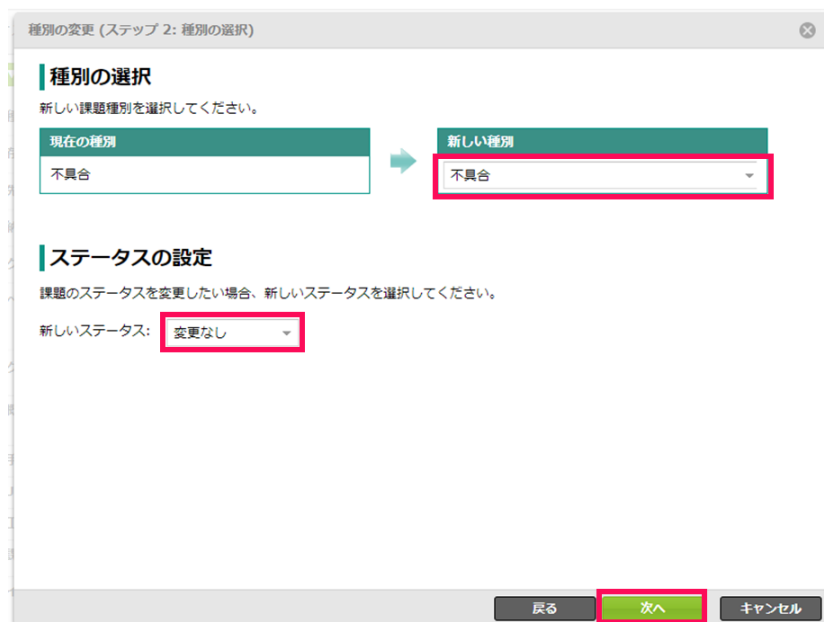 種別の変更 (ステップ 2: 種別の選択)
種別の選択
新しい課題種別を選択してください。
現在の種別
新しい種別
不具合
不具合
ステータスの設定
課題のステータスを変更したい場合、新しいステータスを選択してください。
新しいステータス: 変更なし
戻る 次へ キャンセル